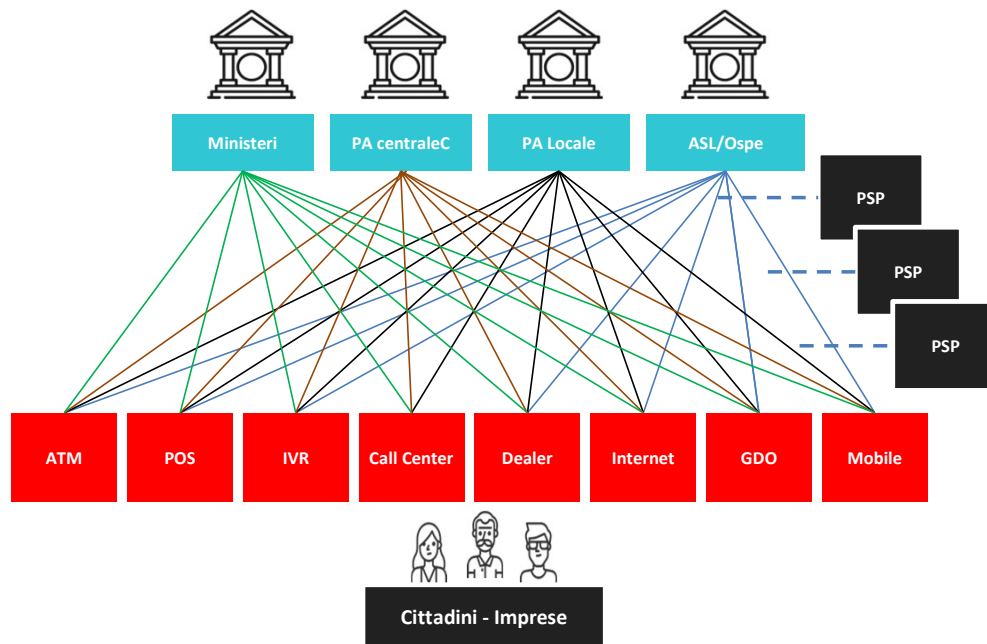 Ministeri
PA centraleC
PA Locale
ASL/Ospe
PSP
PSP
PSP
ATM
POS
IVR
Call Center
Dealer
Internet
GDO
Mobile
Cittadini - Imprese